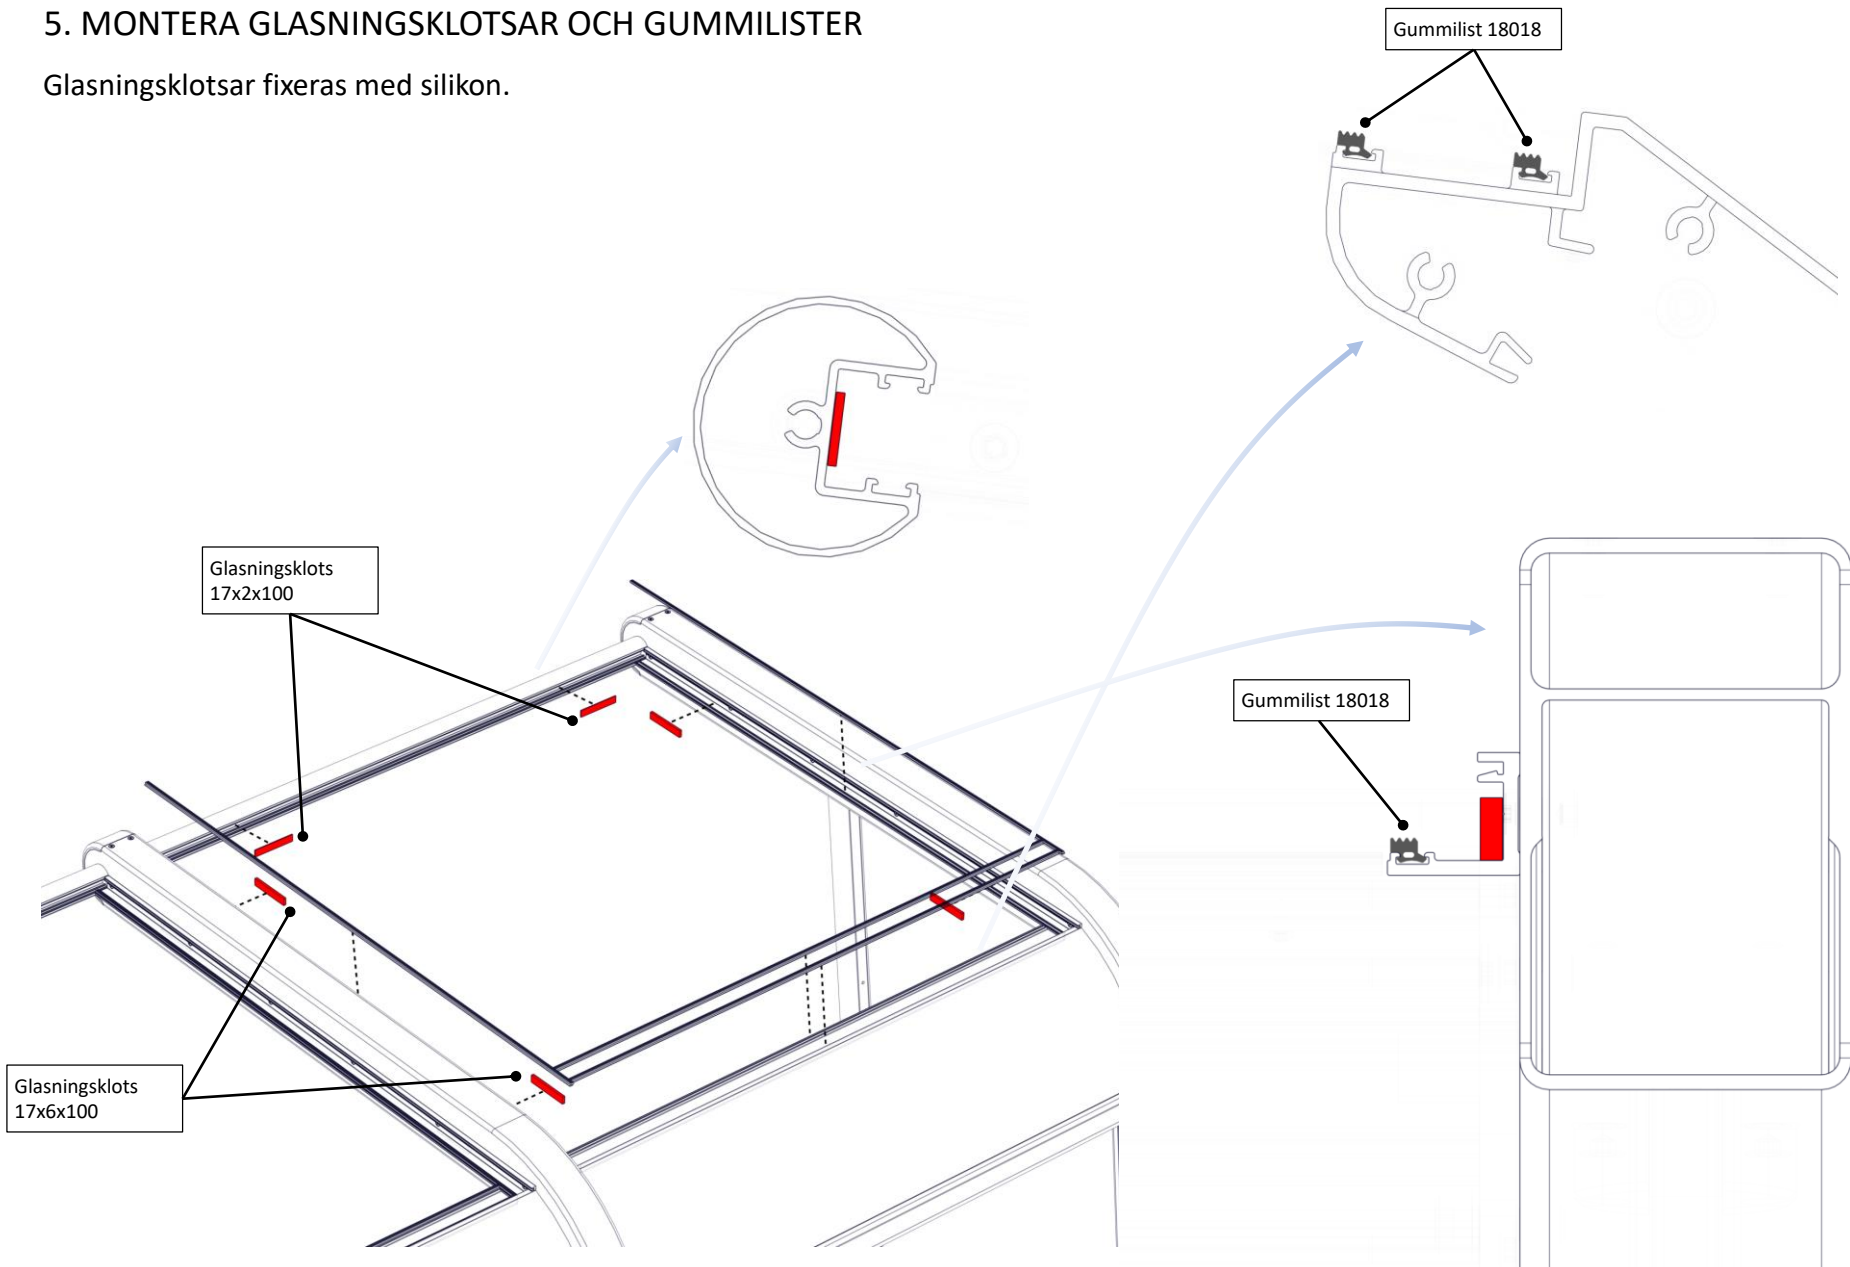 5. MONTERA GLASNINGSKLOTSAR OCH GUMMILISTER
Glasningsklotsar fixeras med silikon.
Gummilist 18018
Glasningsklots
17x2x100
Gummilist 18018
Glasningsklots
17x6x100